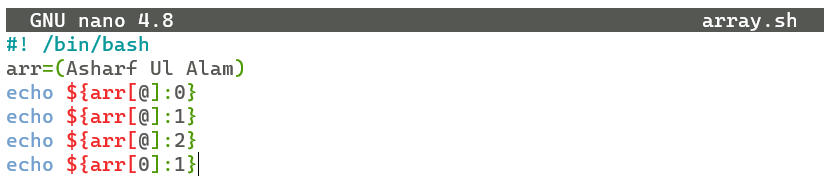 GNU nano 4.8 array.sh
#! /bin/bash
arr=(Asharf Ul Alam)
echo ${arr[@]:0}
echo ${arr[@]:1}
echo ${arr[@]:2}
echo ${arr[0]:1}